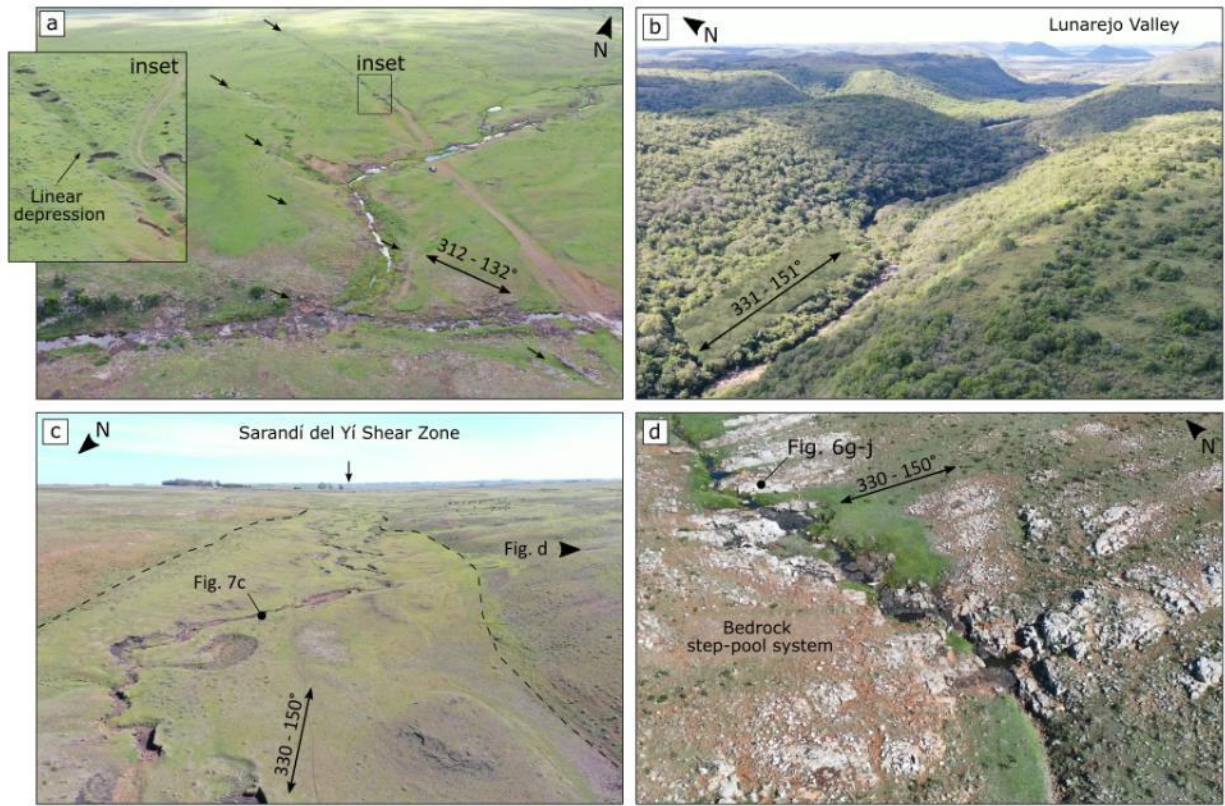 a
N
inset
inset
Linear
depression
312 - 132°
b
N
Lunarejo Valley
331 - 151°
c
N
Sarandí del Yí Shear Zone
Fig. d
Fig. 7c
330 - 150°
d
N
Fig. 6g-j
330 - 150°
Bedrock
step-pool system